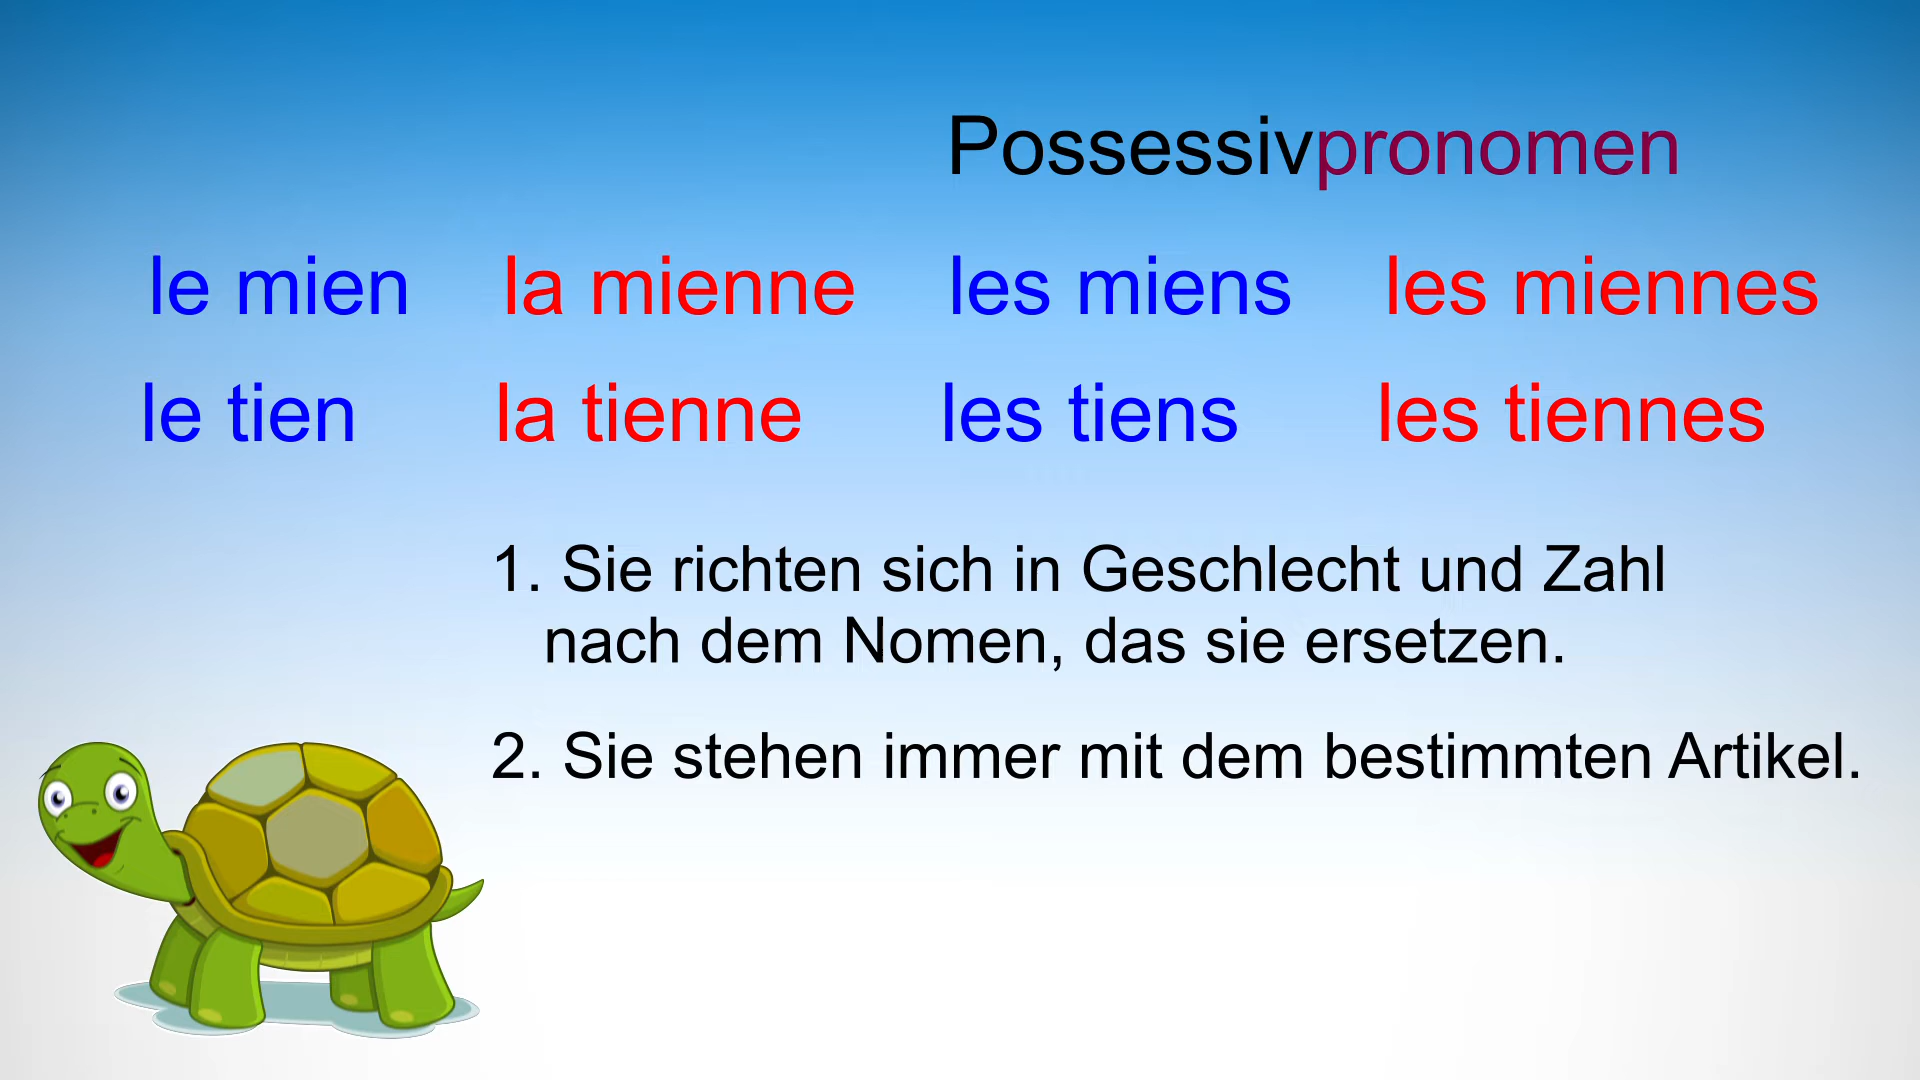 Possessivpronomen
le mien la mienne les miens les miennes
le tien la tienne les tiens les tiennes
1. Sie richten sich in Geschlecht und Zahl
nach dem Nomen, das sie ersetzen.
2. Sie stehen immer mit dem bestimmten Artikel.